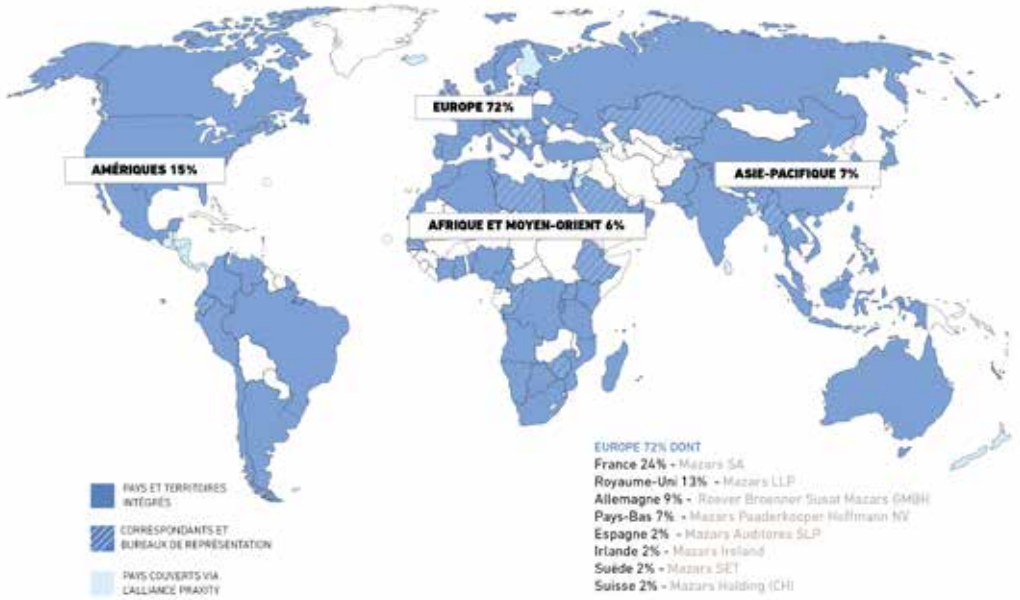 EUROPE 72%
AMÉRIQUES 15%
ASIE-PACIFIQUE 7%
AFRIQUE ET MOYEN-ORIENT 6%
EUROPE 72% DONT
France 24% - Mazars SA
Royaume-Uni 13% - Mazars LLP
Allemagne 9% - Roever Broenner Susat Mazars GMBH
Pays-Bas 7% - Mazars Paaderkooper Hoffmann NV
Espagne 2% - Mazars Auditores SLP
Irlande 2% - Mazars Ireland
Suède 2% - Mazars SET
Suisse 2% - Mazars Holding (CH)
PAYS ET TERRITOIRES
INTÉGRÉS
CORRESPONDANTS ET
BUREAUX DE REPRÉSENTATION
PAYS COUVERTS VIA
L'ALLIANCE PRAXITY